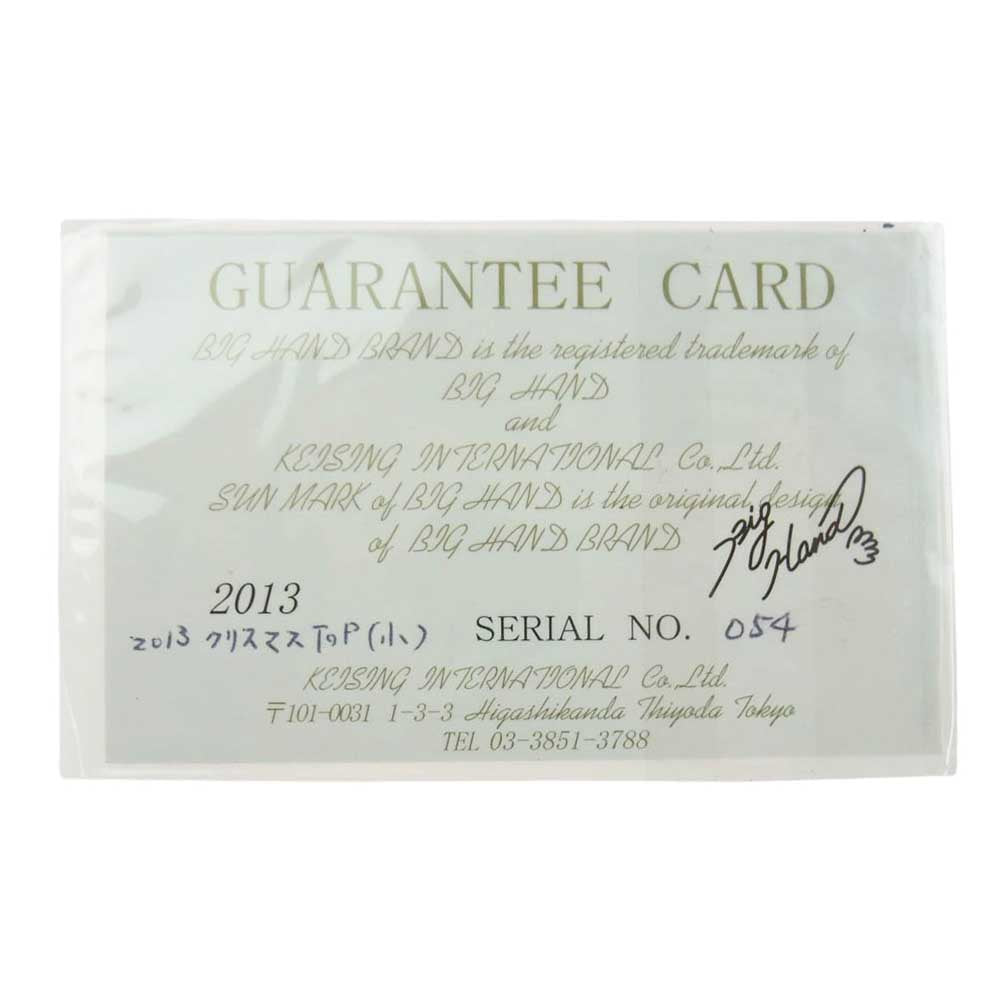 GUARANTEE CARD
BIG HAND BRAND is the registered trademark of
BIG HAND
and
KEISING INTERNATIONAL Co.,Ltd.
SUN MARK of BIG HAND is the original design
of BIG HAND BRAND
Big
Hand
2013
2013 クリスマスToP(小)
SERIAL NO. 054
KEISING INTERNATIONAL Co.,Ltd.
〒101-0031 1-3-3 Higashikanda Thiyoda Tokyo
TEL 03-3851-3788